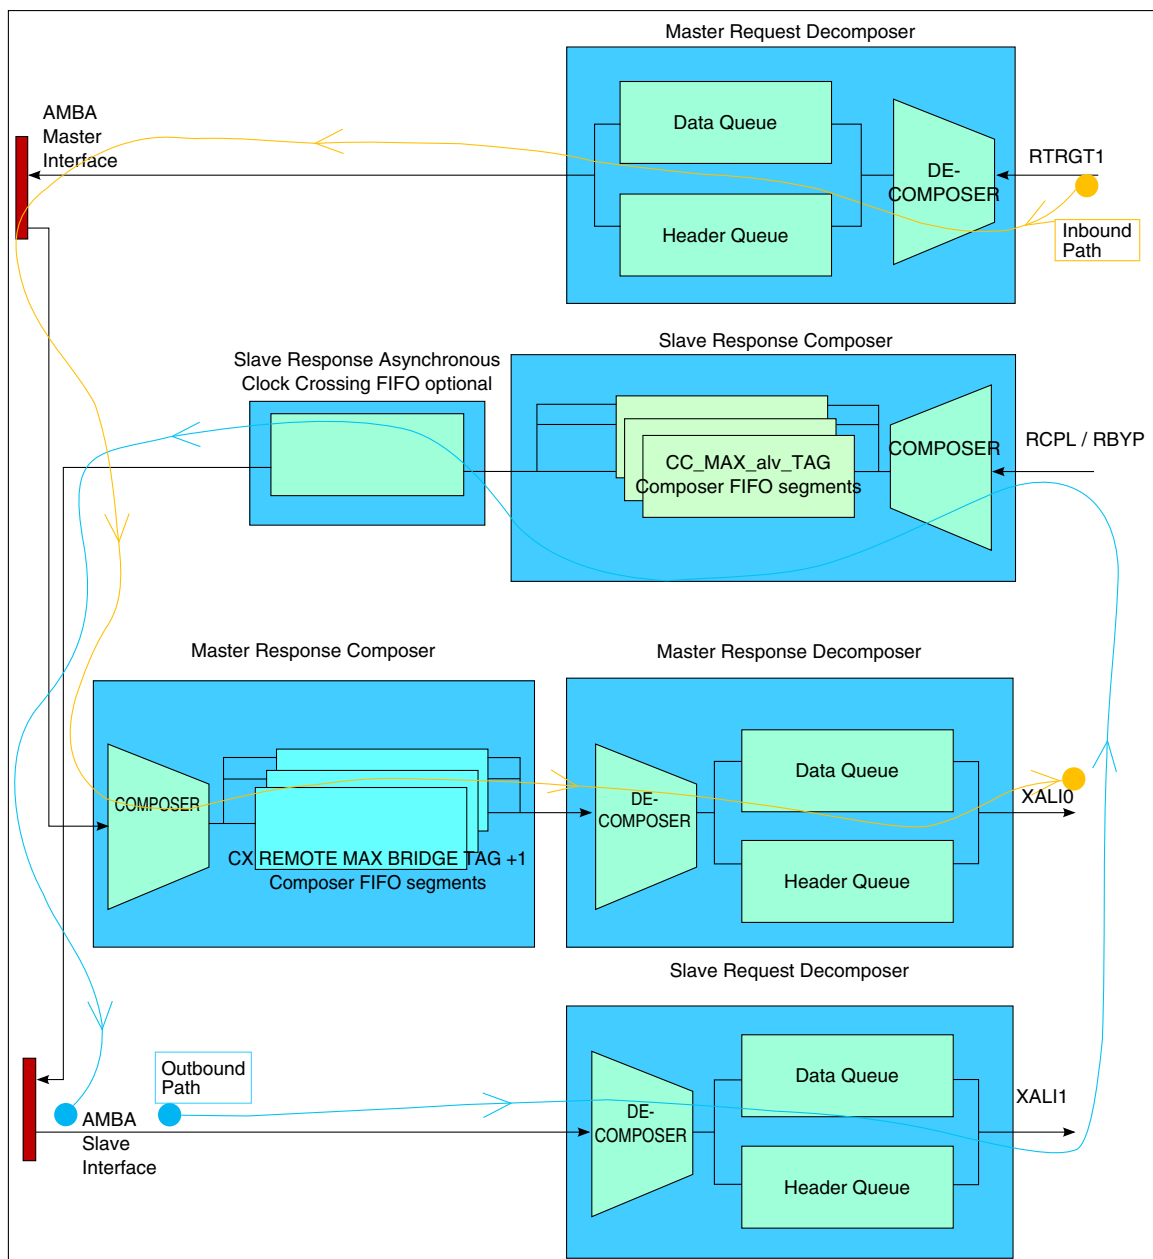 Master Request Decomposer
AMBA
Master
Interface
Data Queue
Header Queue
DE-
COMPOSER
RTRGT1
Inbound
Path
Slave Response Asynchronous
Clock Crossing FIFO optional
Slave Response Composer
CC_MAX_alv_TAG
Composer FIFO segments
COMPOSER
RCPL / RBYP
Master Response Composer
COMPOSER
CX REMOTE MAX BRIDGE TAG +1
Composer FIFO segments
Master Response Decomposer
DE-
COMPOSER
Data Queue
Header Queue
XALI0
Slave Request Decomposer
Outbound
Path
AMBA
Slave
Interface
DE-
COMPOSER
Data Queue
Header Queue
XALI1